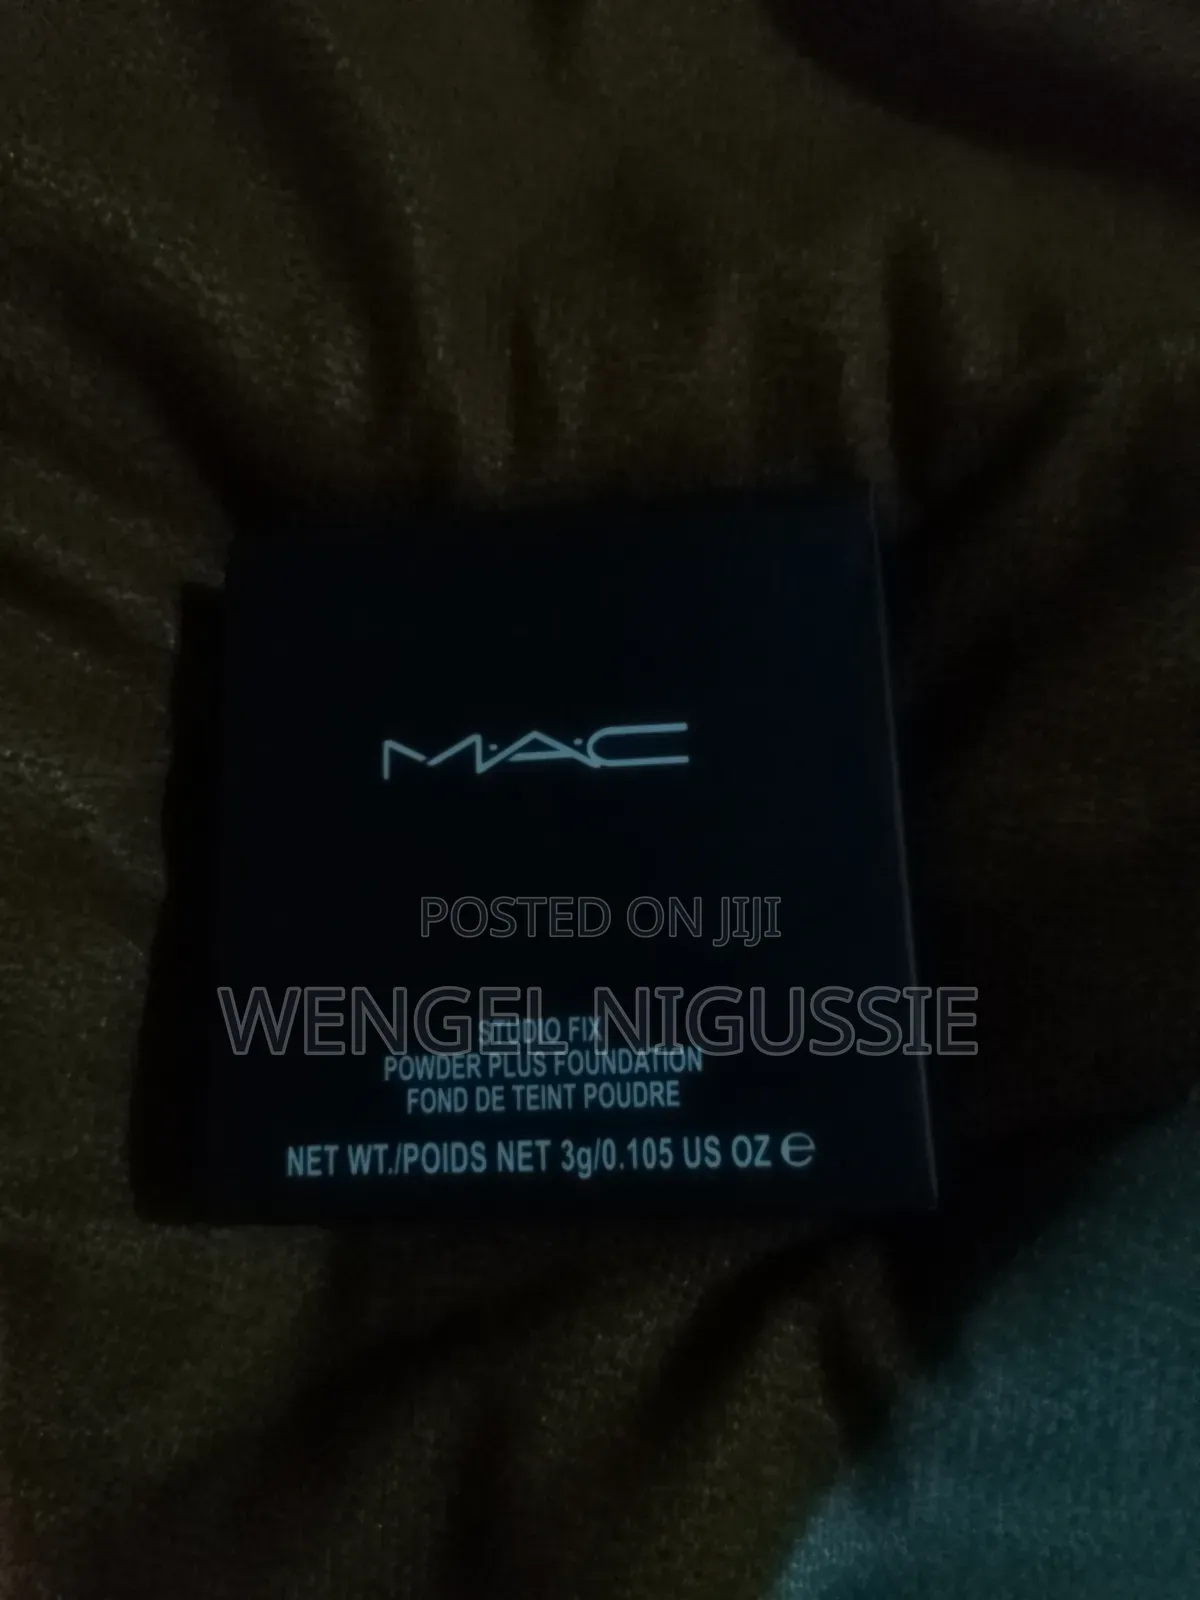 M·A·C
POSTED ON JIJI
WENGEL NIGUSSIE
STUDIO FIX
POWDER PLUS FOUNDATION
FOND DE TEINT POUDRE
NET WT./POIDS NET 3g/0.105 US OZ e